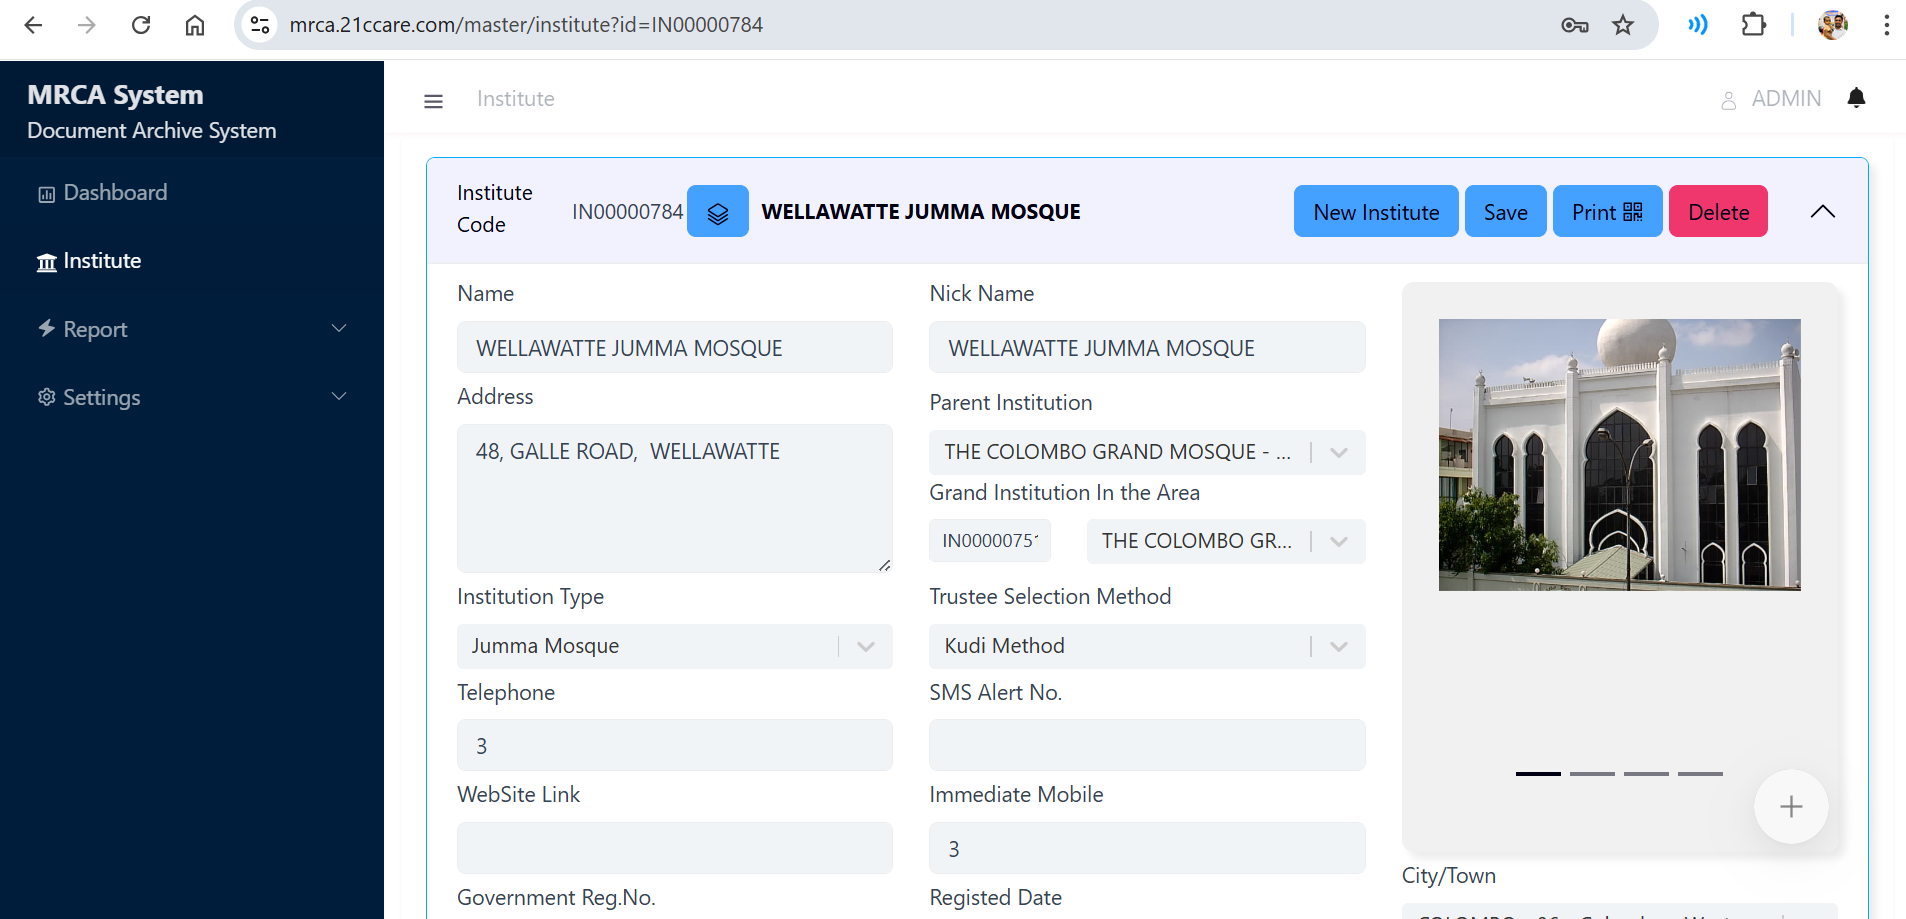 mrca.21ccare.com/master/institute?id=IN00000784
MRCA System
Document Archive System
Dashboard
Institute
Report
Settings
Institute
ADMIN
Institute Code
IN00000784
WELLAWATTE JUMMA MOSQUE
New Institute
Save
Print
Delete
Name
WELLAWATTE JUMMA MOSQUE
Nick Name
WELLAWATTE JUMMA MOSQUE
Address
48, GALLE ROAD,  WELLAWATTE
Parent Institution
THE COLOMBO GRAND MOSQUE - ...
Grand Institution In the Area
IN0000075
THE COLOMBO GR...
Institution Type
Jumma Mosque
Trustee Selection Method
Kudi Method
Telephone
3
SMS Alert No.
WebSite Link
Immediate Mobile
3
Government Reg.No.
Registed Date
City/Town